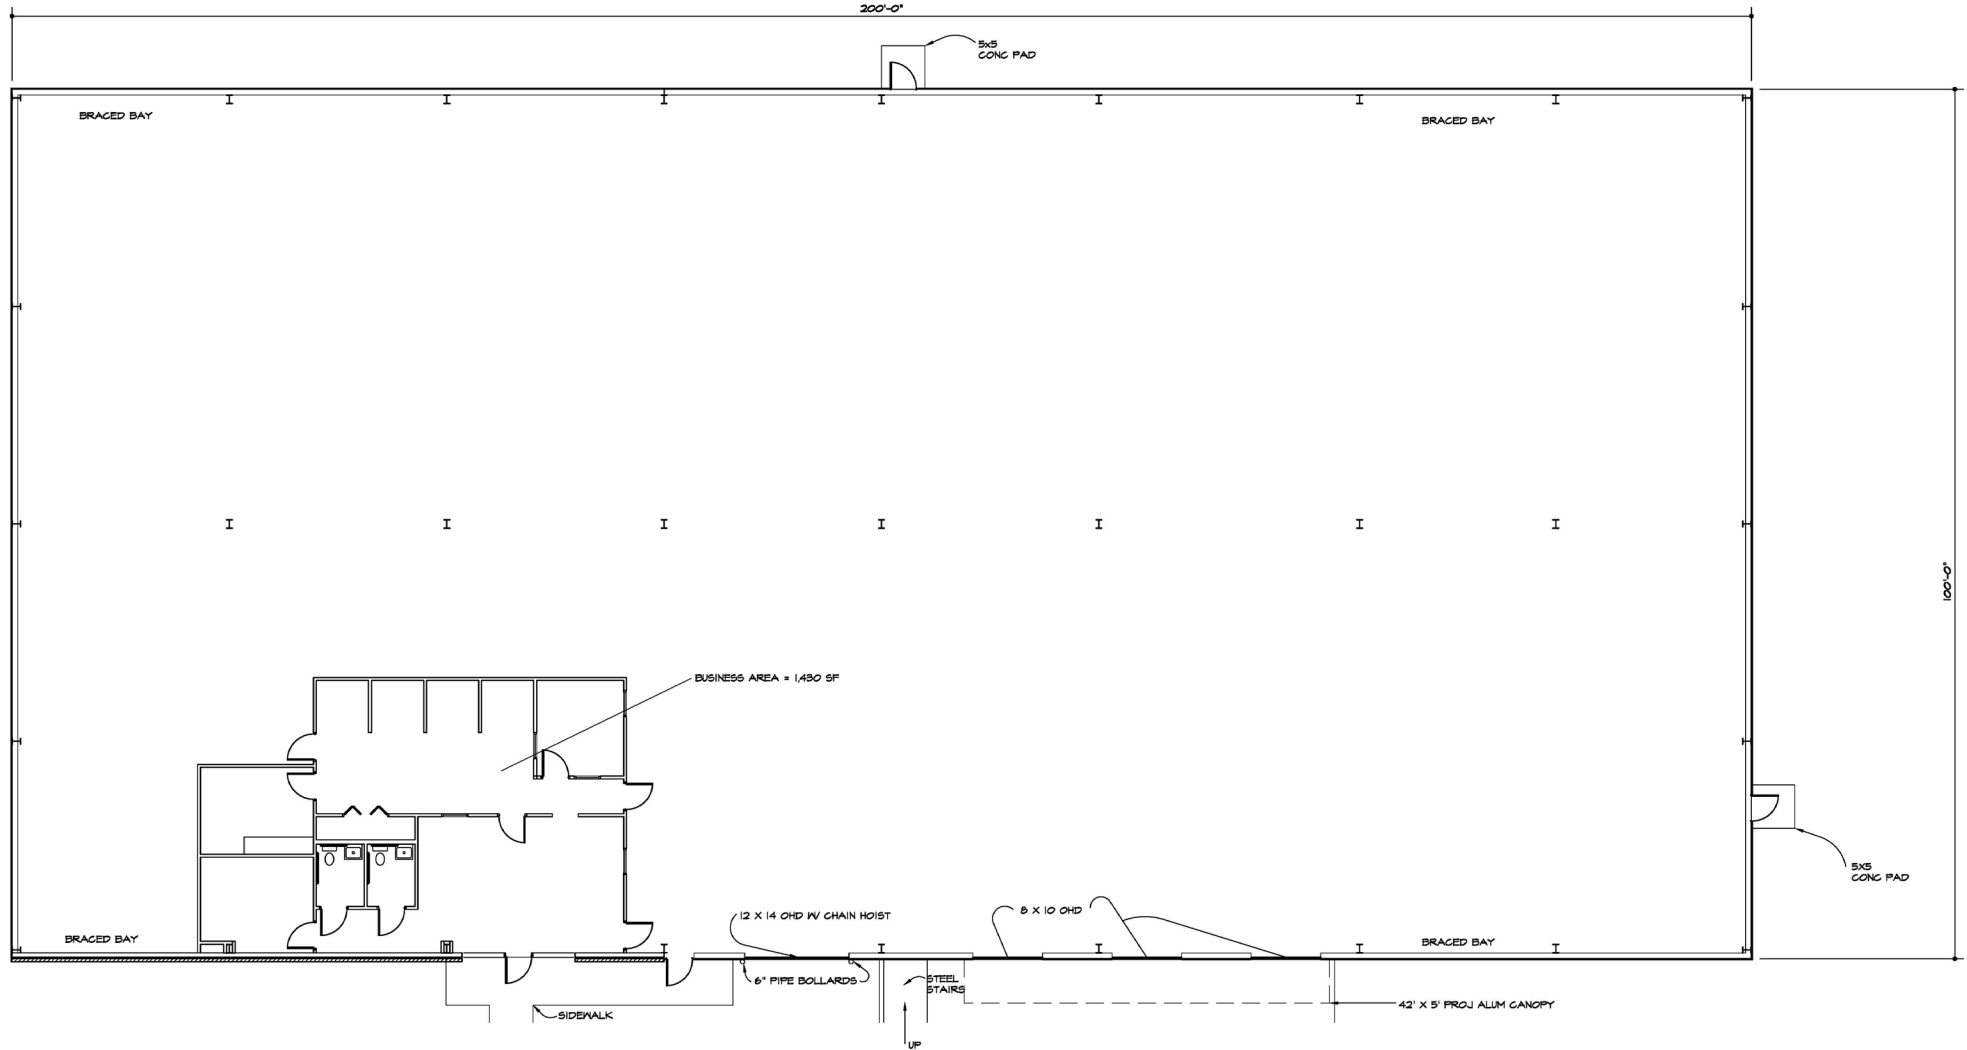 200'-0"
5x5
CONC PAD
BRACED BAY
BRACED BAY
100'-0"
BUSINESS AREA = 1,430 SF
5X5
CONC PAD
12 X 14 OHD W/ CHAIN HOIST
8 X 10 OHD
BRACED BAY
BRACED BAY
6" PIPE BOLLARDS
STEEL
STAIRS
42' X 5' PROJ ALUM CANOPY
SIDEWALK
UP